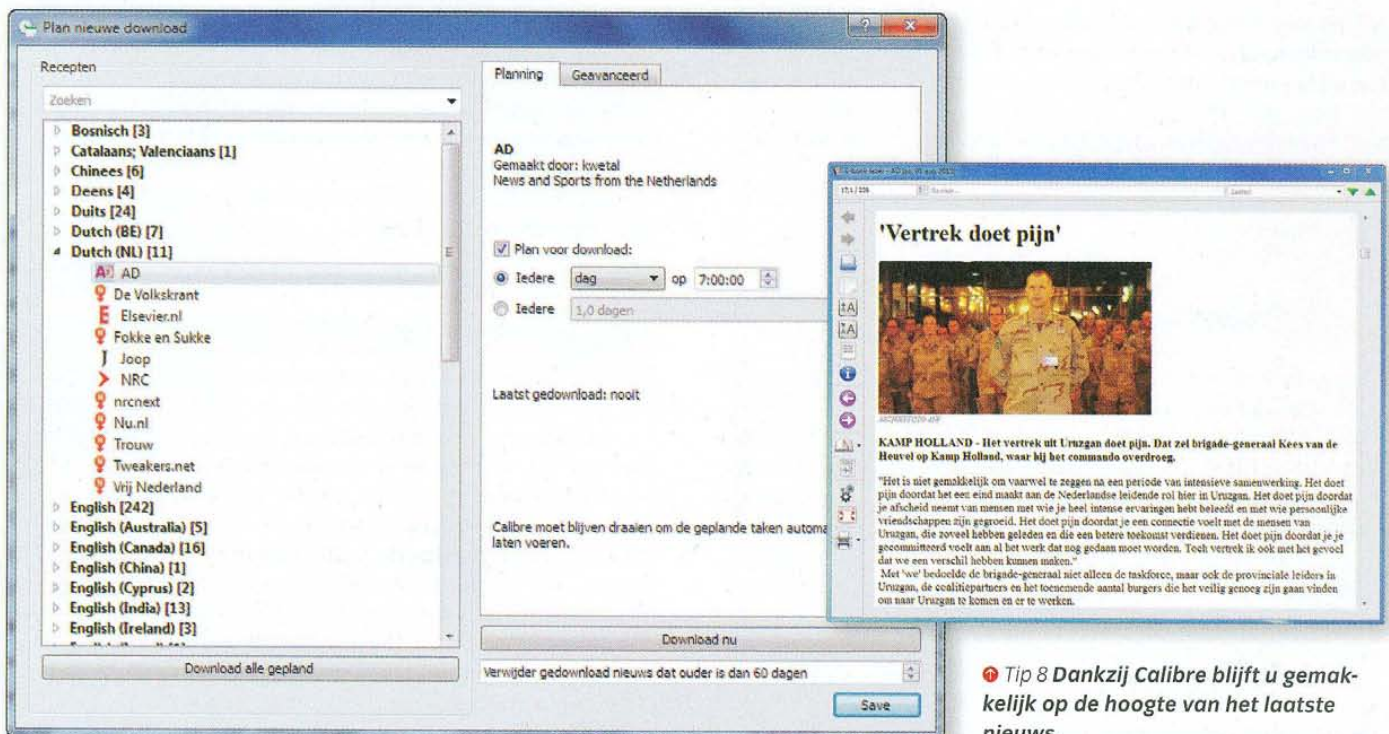 Plan nieuwe download
Recepten
Zoeken
Bosnisch [3]
Catalaans; Valenciaans [1]
Chinees [6]
Deens [4]
Duits [24]
Dutch (BE) [7]
Dutch (NL) [11]
AD
De Volkskrant
Elsevier.nl
Fokke en Sukke
Joop
NRC
nrcnext
Nu.nl
Trouw
Tweakers.net
Vrij Nederland
English [242]
English (Australia) [5]
English (Canada) [16]
English (China) [1]
English (Cyprus) [2]
English (India) [13]
English (Ireland) [3]
Download alle gepland
Planning
Geavanceerd
AD
Gemaakt door: kwetal
News and Sports from the Netherlands
Plan voor download:
Iedere dag op 7:00:00
Iedere 1,0 dagen
Laatst gedownload: nooit
Calibre moet blijven draaien om de geplande taken automa
laten voeren.
Download nu
Verwijder gedownload nieuws dat ouder is dan 60 dagen
Save
'Vertrek doet pijn'
KAMP HOLLAND - Het vertrek uit Uruzgan doet pijn. Dat zei brigade-generaal Kees van de
Heuvel op Kamp Holland, waar hij het commando overdroeg.
"Het is niet gemakkelijk om vaarwel te zeggen na een periode van intensieve samenwerking. Het doet
pijn doordat het een eind maakt aan de Nederlandse leidende rol hier in Uruzgan. Het doet pijn doordat
je afscheid neemt van mensen met wie je heel intense ervaringen hebt beleefd en met wie persoonlijke
vriendschappen zijn gegroeid. Het doet pijn doordat je een connectie voelt met de mensen van
Uruzgan, die zoveel hebben geleden en die een betere toekomst verdienen. Het doet pijn doordat je je
gecommitteerd voelt aan al het werk dat nog gedaan moet worden. Toch vertrek ik ook met het gevoel
dat we een verschil hebben kunnen maken."
Met 'we' bedoelde de brigade-generaal niet alleen de taskforce, maar ook de provinciale leiders in
Uruzgan, de coalitiepartners en het toenemende aantal burgers die het veilig genoeg zijn gaan vinden
om naar Uruzgan te komen en er te werken.
Tip 8 Dankzij Calibre blijft u gemak-
kelijk op de hoogte van het laatste
nieuws